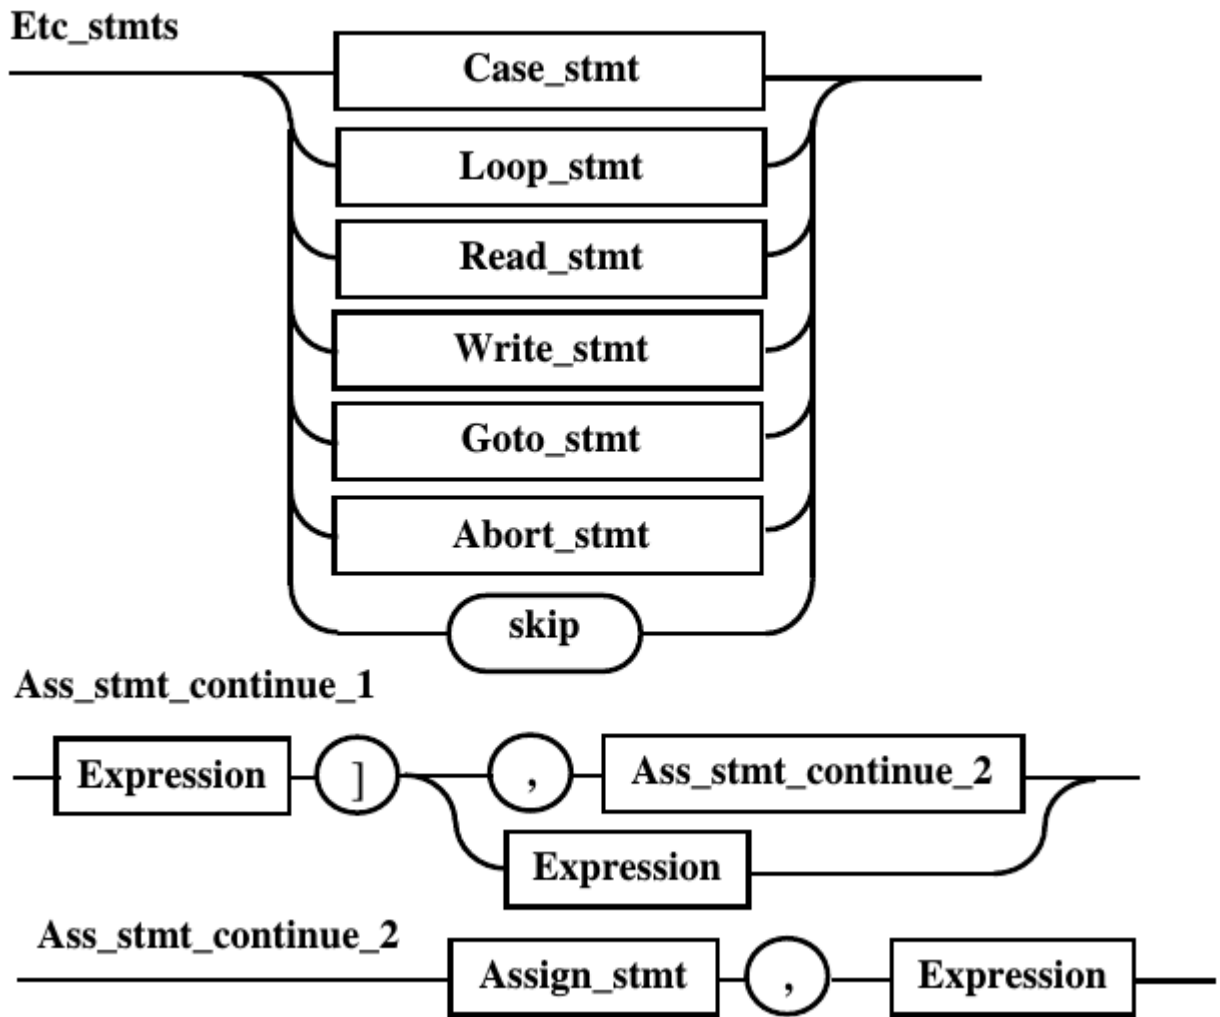 Etc_stmts
Case_stmt
Loop_stmt
Read_stmt
Write_stmt
Goto_stmt
Abort_stmt
skip
Ass_stmt_continue_1
Expression ] , Ass_stmt_continue_2
Expression
Ass_stmt_continue_2
Assign_stmt , Expression